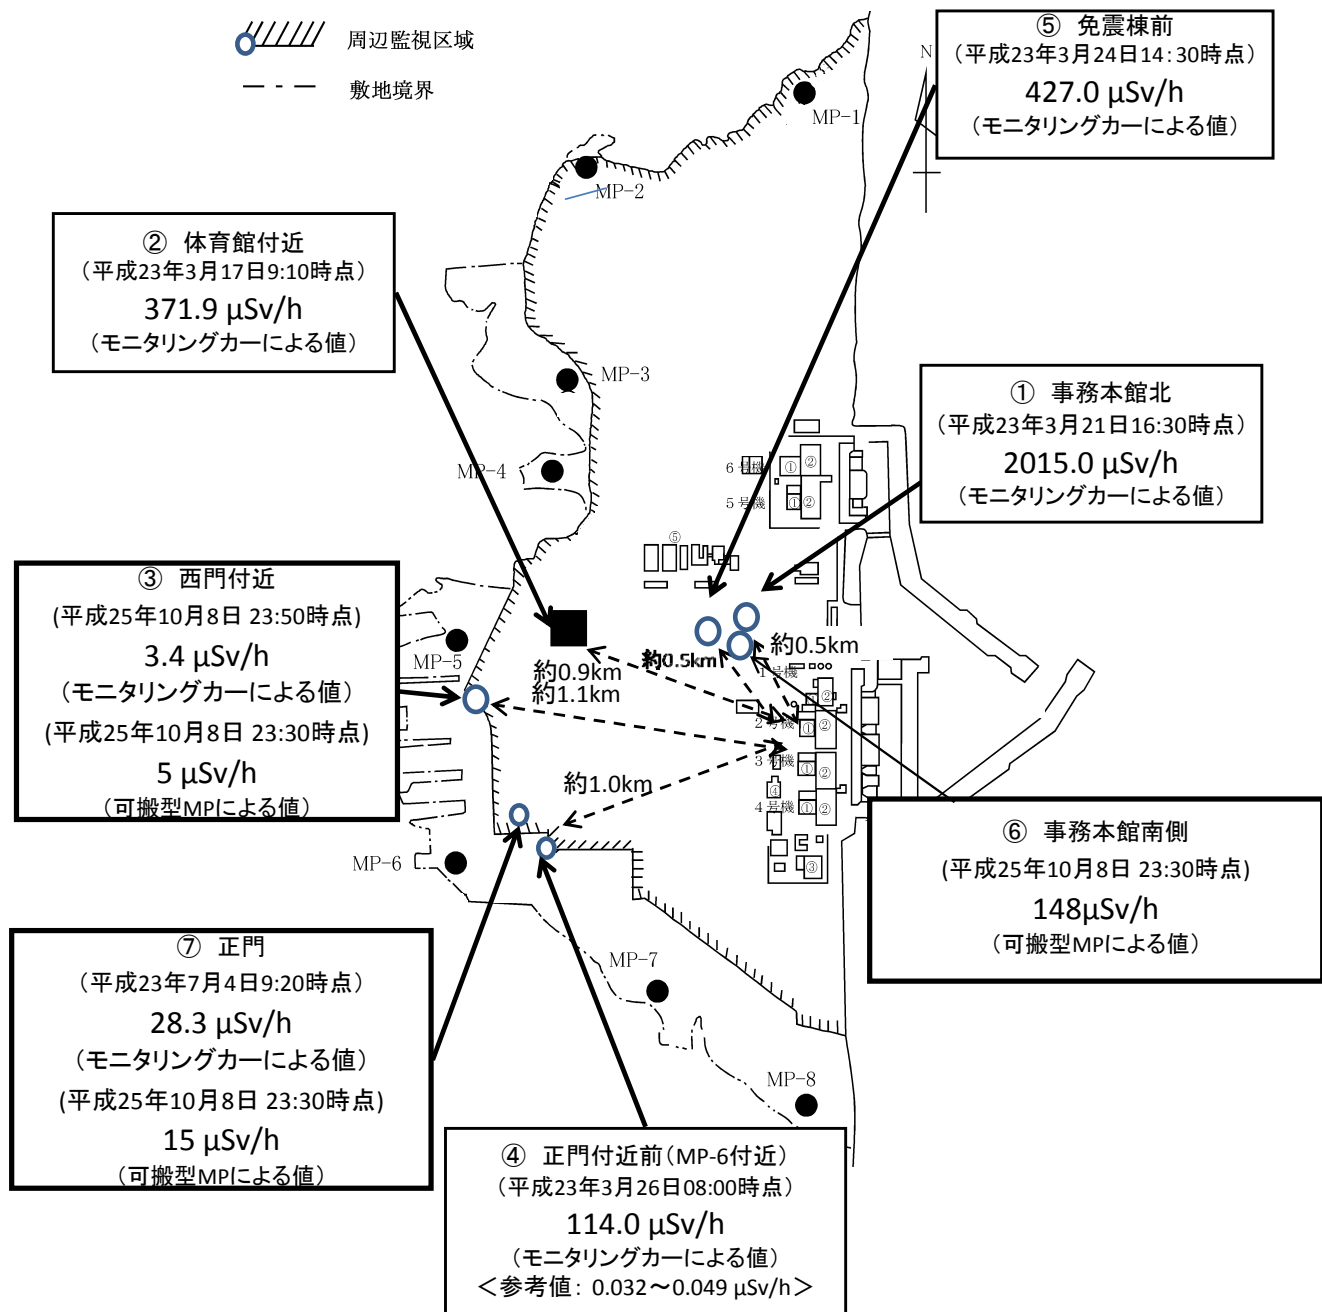 周辺監視区域
敷地境界
⑤ 免震棟前
(平成23年3月24日14:30時点)
427.0 μSv/h
(モニタリングカーによる値)
N
MP-1
MP-2
② 体育館付近
(平成23年3月17日9:10時点)
371.9 μSv/h
(モニタリングカーによる値)
MP-3
① 事務本館北
(平成23年3月21日16:30時点)
2015.0 μSv/h
(モニタリングカーによる値)
MP-4
6号機
① ②
5号機
① ②
⑤
③ 西門付近
(平成25年10月8日 23:50時点)
3.4 μSv/h
(モニタリングカーによる値)
(平成25年10月8日 23:30時点)
5 μSv/h
(可搬型MPによる値)
MP-5
約0.9km
約1.1km
約0.5km
約0.5km
1号機
②
2号機
① ②
3号機
① ②
④
4号機
① ②
③
約1.0km
MP-6
⑥ 事務本館南側
(平成25年10月8日 23:30時点)
148μSv/h
(可搬型MPによる値)
⑦ 正門
(平成23年7月4日9:20時点)
28.3 μSv/h
(モニタリングカーによる値)
(平成25年10月8日 23:30時点)
15 μSv/h
(可搬型MPによる値)
MP-7
MP-8
④ 正門付近前(MP-6付近)
(平成23年3月26日08:00時点)
114.0 μSv/h
(モニタリングカーによる値)
<参考値: 0.032~0.049 μSv/h>